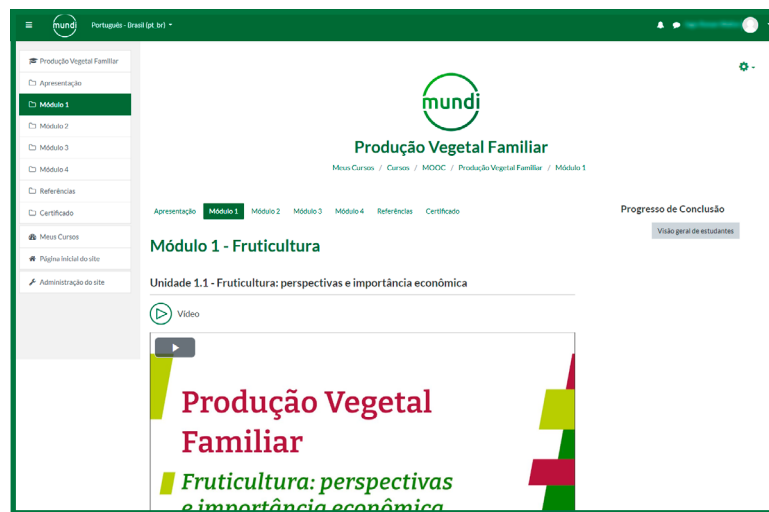 mundi
Português - Brasil (pt_br)
Produção Vegetal Familiar
Apresentação
Módulo 1
Módulo 2
Módulo 3
Módulo 4
Referências
Certificado
Meus Cursos
Página inicial do site
Administração do site
mundi
Produção Vegetal Familiar
Meus Cursos / Cursos / MOOC / Produção Vegetal Familiar / Módulo 1
Apresentação Módulo 1 Módulo 2 Módulo 3 Módulo 4 Referências Certificado
Progresso de Conclusão
Visão geral de estudantes
Módulo 1 - Fruticultura
Unidade 1.1 - Fruticultura: perspectivas e importância econômica
Vídeo
Produção Vegetal
Familiar
Fruticultura: perspectivas
e importância econômica